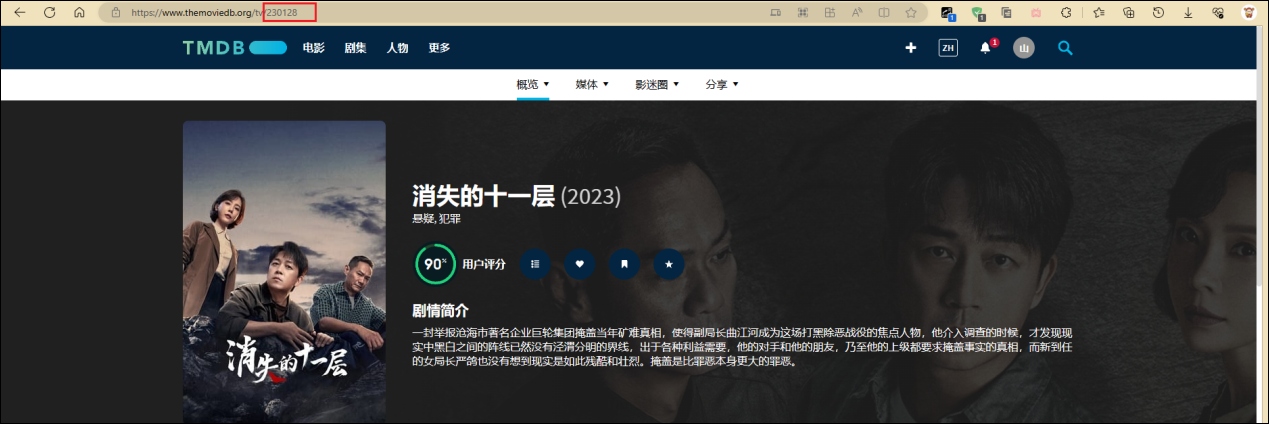 https://www.themoviedb.org/tv/230128
1
1
TMDB
电影
剧集
人物
更多
ZH
1
山
概览
媒体
影迷圈
分享
消失的十一层 (2023)
悬疑, 犯罪
90%
用户评分
剧情简介
一封举报沧海市著名企业巨轮集团掩盖当年矿难真相，使得副局长曲江河成为这场打黑除恶战役的焦点人物，他介入调查的时候，才发现现
实中黑白之间的阵线已然没有泾渭分明的界线，出于各种利益需要，他的对手和他的朋友，乃至他的上级都要求掩盖事实的真相，而新到任
的女局长严鸽也没有想到现实是如此残酷和壮烈。掩盖是比罪恶本身更大的罪恶。
消失的十一层